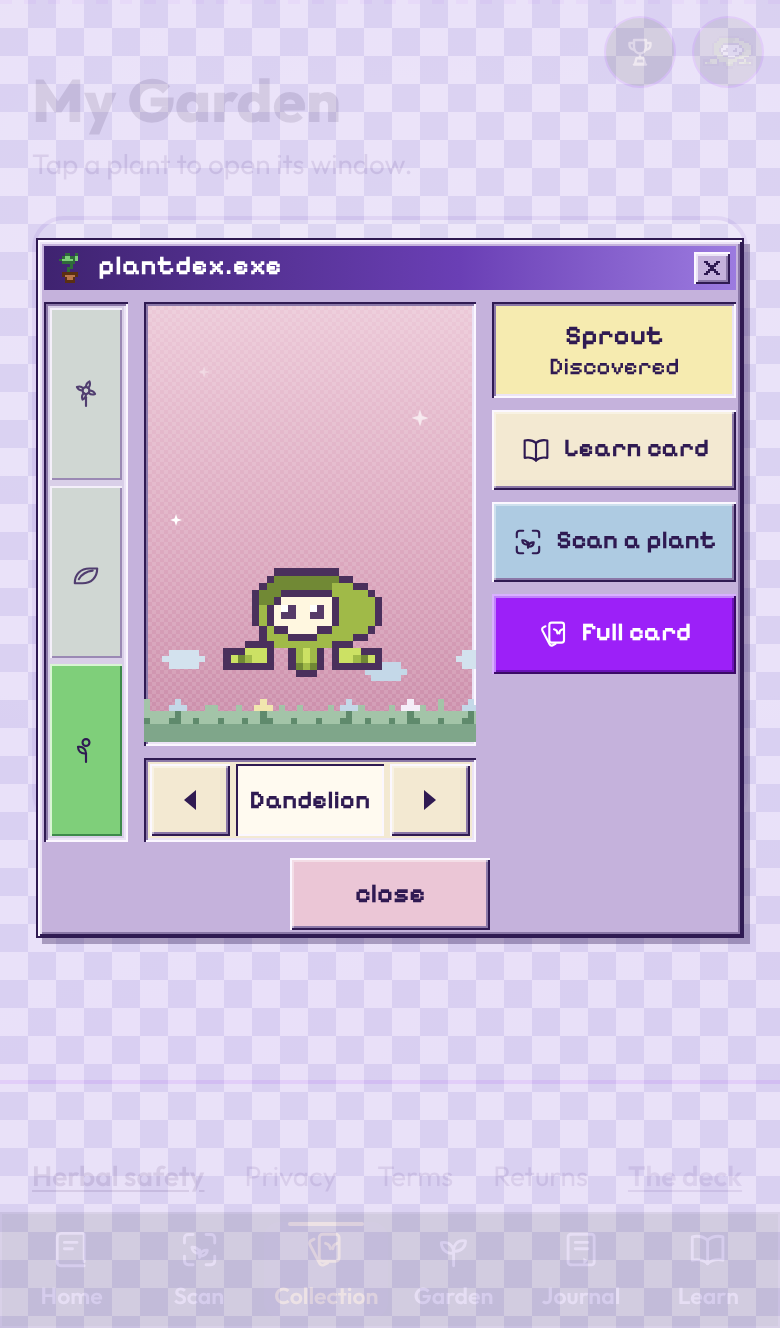 My Garden
Tap a plant to open its window.
plantdex.exe
Sprout
Discovered
Learn card
Scan a plant
Full card
Dandelion
close
Herbal safety Privacy Terms Returns The deck
Home Scan Collection Garden Journal Learn